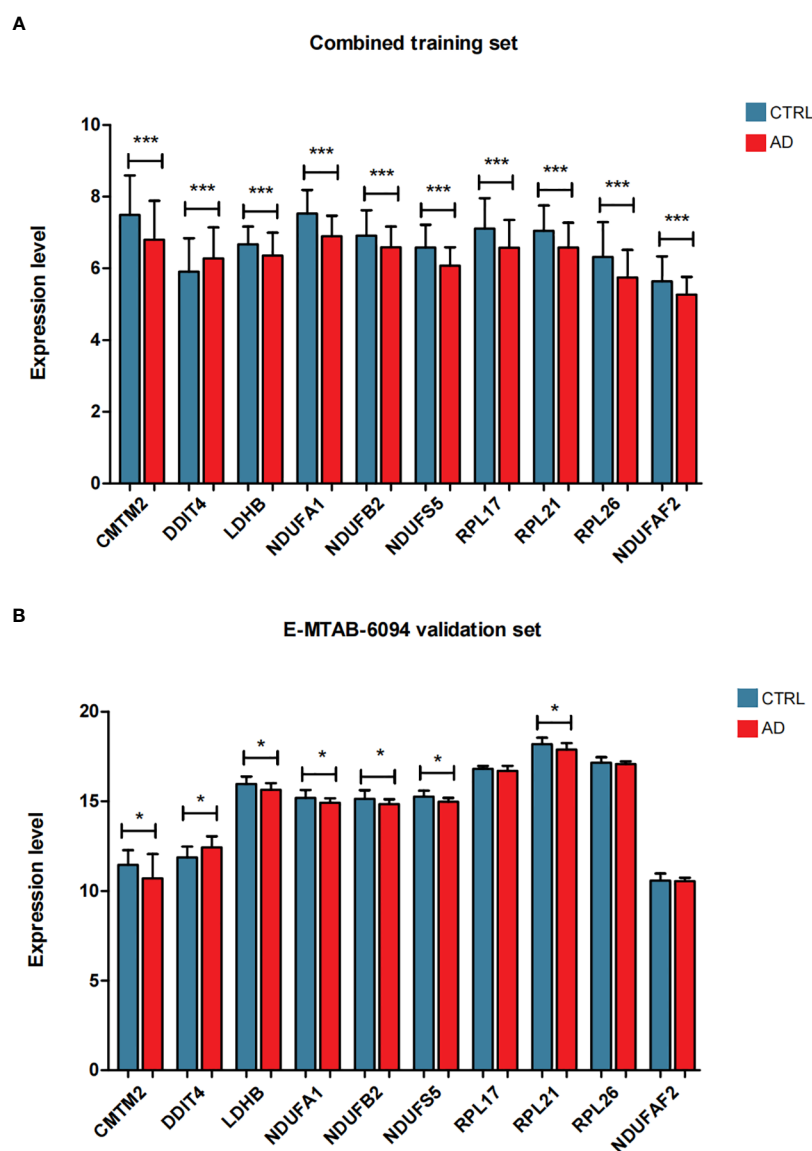 A
Combined training set
CTRL
AD
Expression level
10
8
6
4
2
0
*** *** *** *** *** *** *** *** *** ***
CMTM2 DDIT4 LDHB NDUFA1 NDUFB2 NDUFS5 RPL17 RPL21 RPL26 NDUFAF2
B
E-MTAB-6094 validation set
CTRL
AD
Expression level
20
15
10
5
0
* * * * * * *
CMTM2 DDIT4 LDHB NDUFA1 NDUFB2 NDUFS5 RPL17 RPL21 RPL26 NDUFAF2